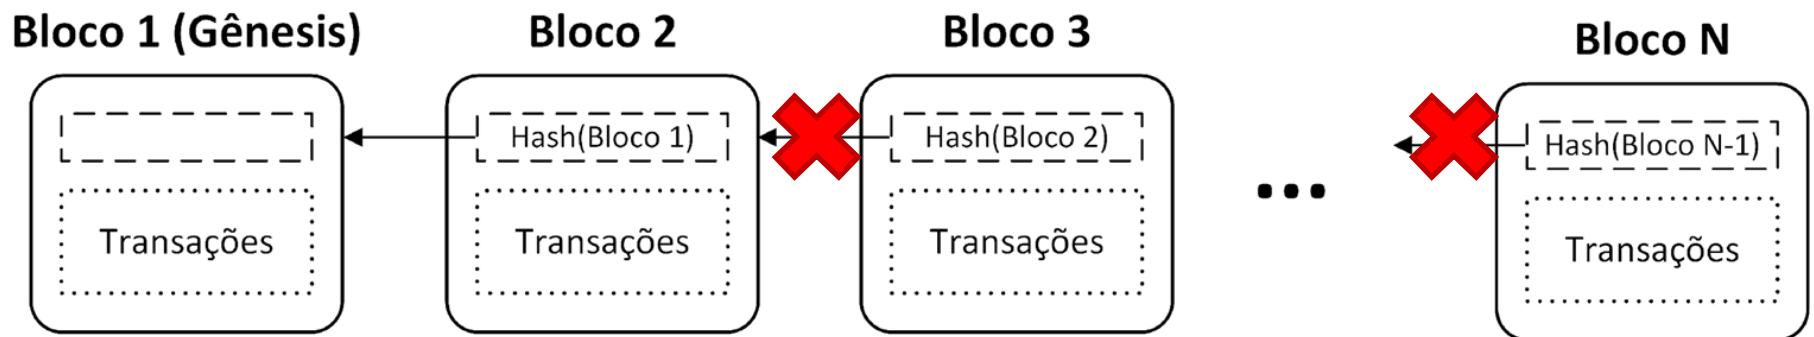 Bloco 1 (Gênesis)
Bloco 2
Bloco 3
Bloco N
Hash(Bloco 1)
Hash(Bloco 2)
...
Hash(Bloco N-1)
Transações
Transações
Transações
Transações